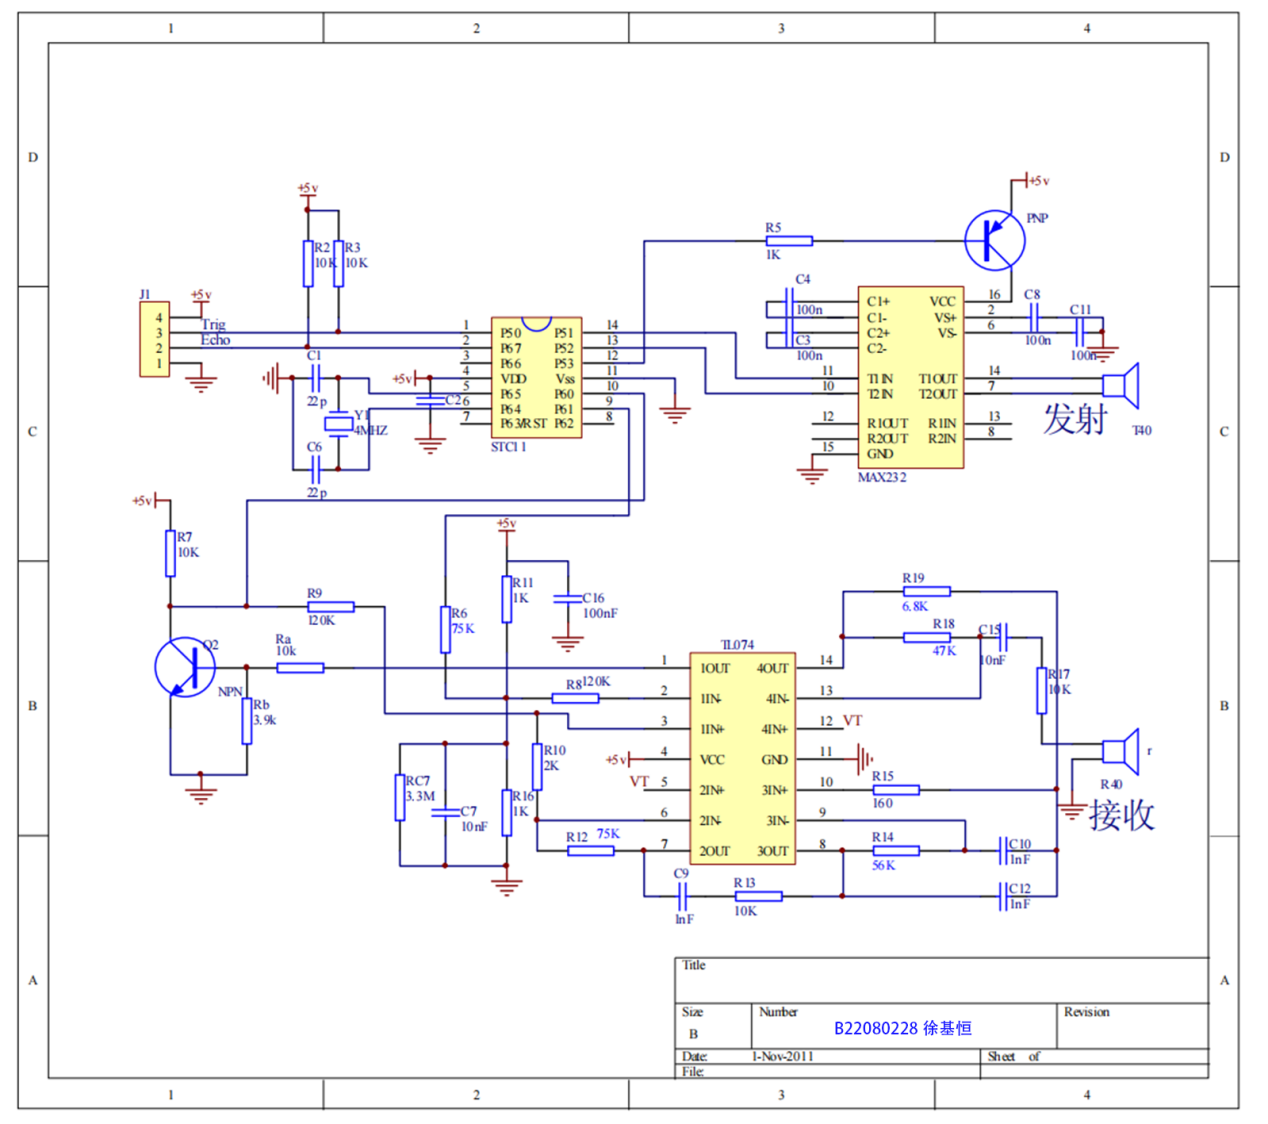 1 2 3 4
D D
+5v
+5v
PNP
R5
1K
R2 R3
10K 10K
J1
+5v
4
3
2
1
Trig
Echo
1 P50 P51 14
2 P67 P52 13
3 P66 P53 12
4 VDD Vss 11
5 P65 P60 10
6 P64 P61 9
7 P63/RST P62 8
STC11
+5v
C2
C1
22p
Y1
4MHZ
C6
22p
C4
100n
C3
100n
C1+ VCC 16
C1- VS+ 2
C2+ VS- 6
C2-
11 T1IN T1OUT 14
10 T2IN T2OUT 7
12 R1OUT R1IN 13
R2OUT R2IN 8
15 GND
MAX232
C8
100n
C11
100n
发射
T40
C C
+5v
R7
10K
+5v
R11
1K
C16
100nF
R9
120K
R6
75K
Ra
10k
Q2
NPN
Rb
3.9k
R8 120K
R19
6.8K
R18
47K
C15
10nF
R17
10K
TL074
1 1OUT 4OUT 14
2 1IN- 4IN- 13
3 1IN+ 4IN+ 12 VT
+5v 4 VCC GND 11
VT 5 2IN+ 3IN+ 10
6 2IN- 3IN- 9
7 2OUT 3OUT 8
B B
r
R40
接收
R10
2K
RC7
3.3M
C7
10nF
R16
1K
R12 75K
R15
160
R14
56K
C10
1nF
C12
1nF
C9
1nF
R13
10K
A A
Title
Size
B
Number
B22080228 徐基恒
Revision
Date: 1-Nov-2011 Sheet of
File:
1 2 3 4